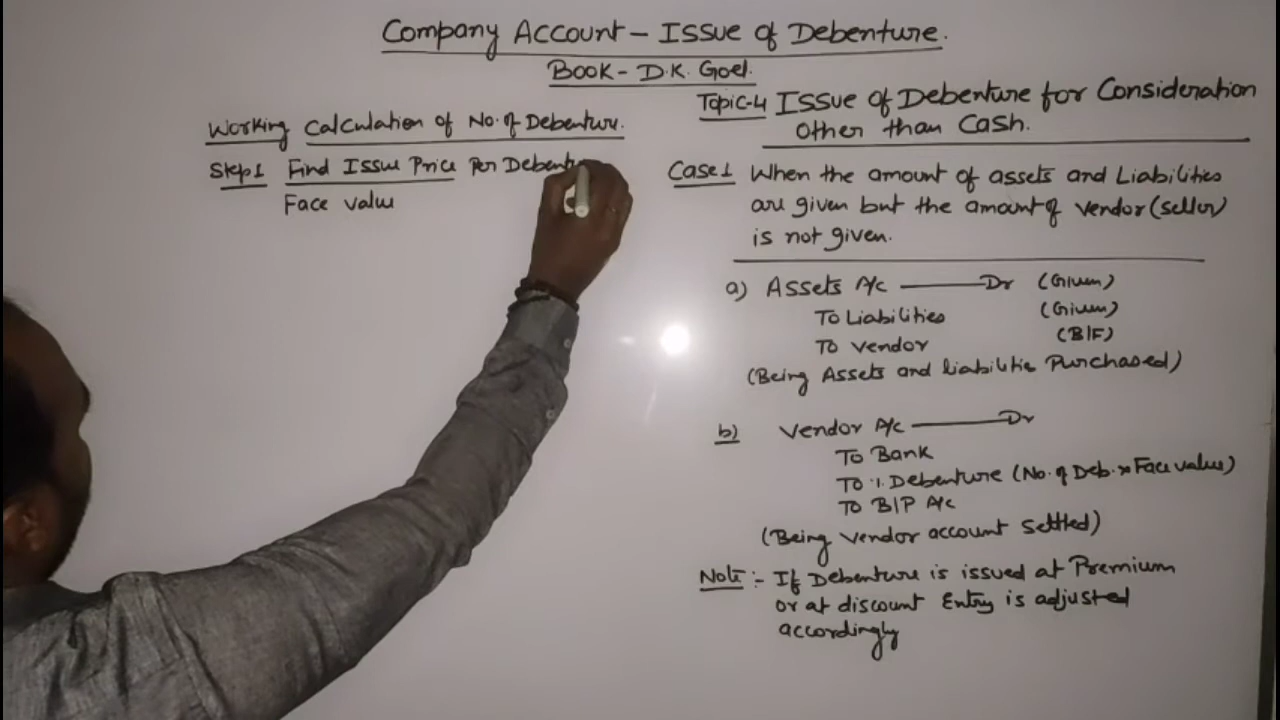 Company Account - Issue of Debenture.
Book - D.K. Goel.
Working Calculation of No. of Debenture.
Step 1 Find Issue Price Per
Face value
Topic-4 Issue of Debenture for Consideration
other than Cash.
Case 1 When the amount of assets and Liabilities
are given but the amount of vendor (seller)
is not given.
a) Assets A/c ——— Dr (Given)
To Liabilities (Given)
To vendor (B/F)
(Being Assets and liabilities Purchased)
b) Vendor A/c ——— Dr
To Bank
To % Debenture (No. of Deb. x Face value)
To B/P A/c
(Being vendor account settled)
Note :- If Debenture is issued at Premium
or at discount Entry is adjusted
accordingly